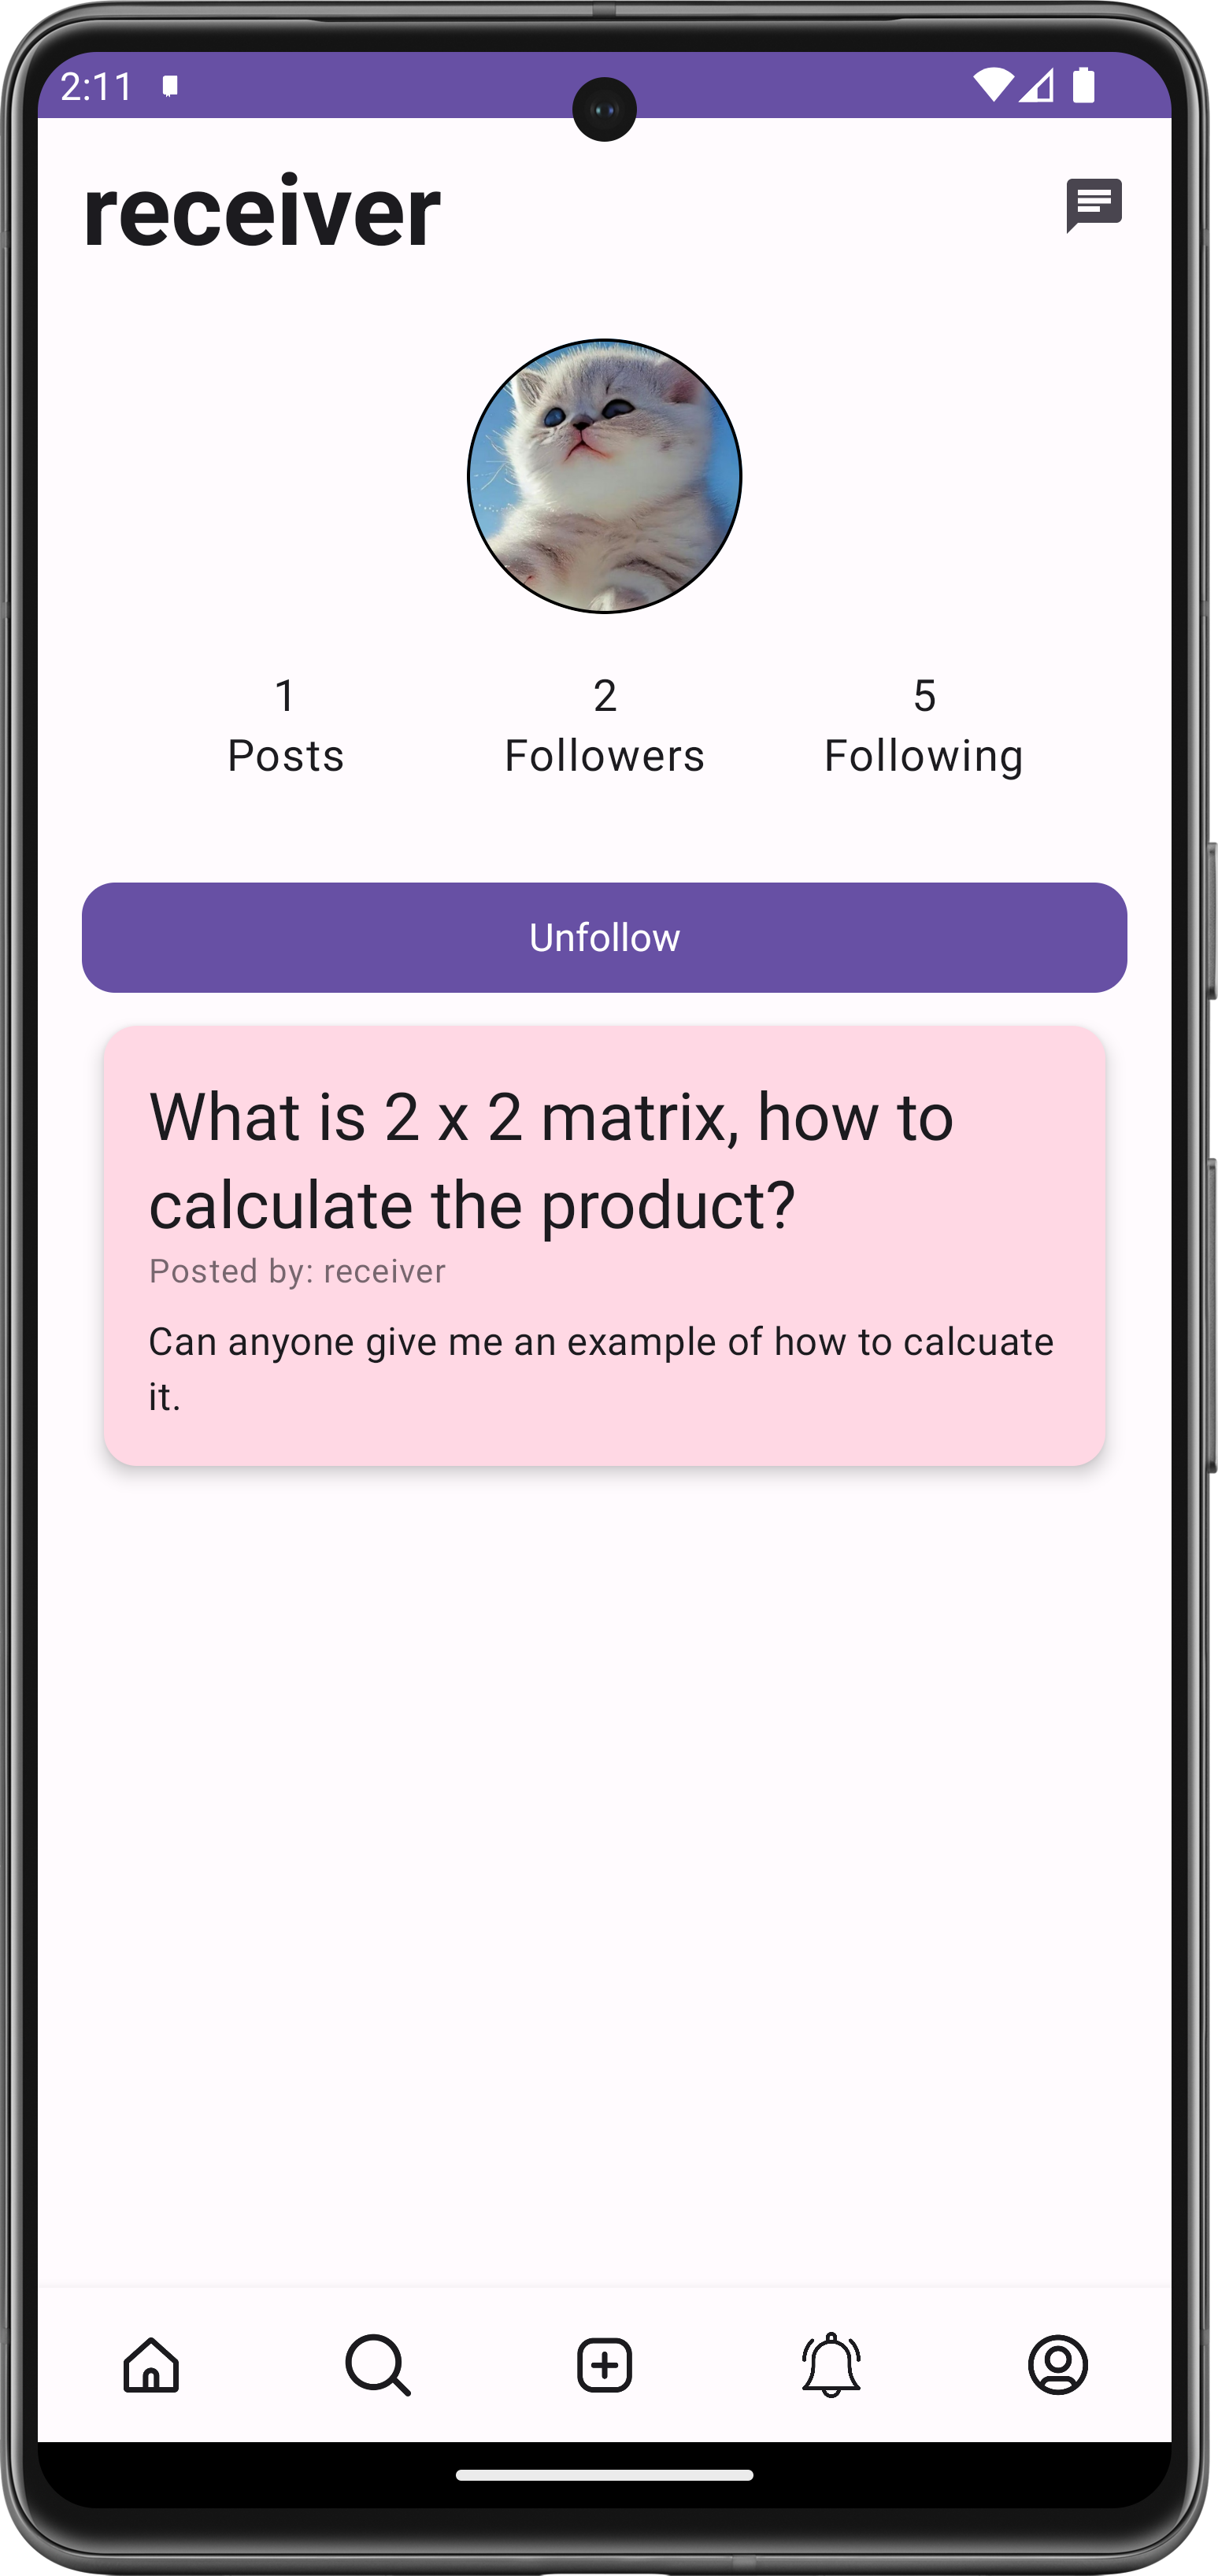 2:11
receiver
1
Posts
2
Followers
5
Following
Unfollow
What is 2 x 2 matrix, how to
calculate the product?
Posted by: receiver
Can anyone give me an example of how to calcuate
it.